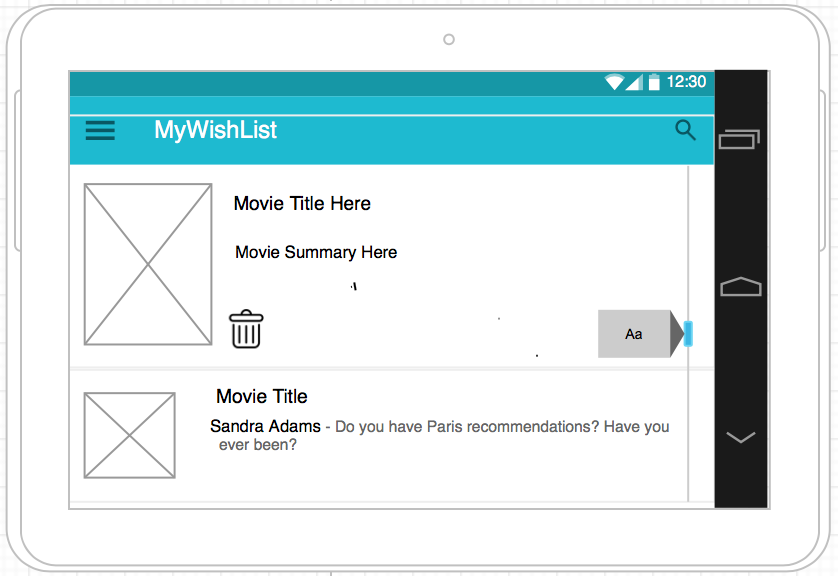 12:30
MyWishList
Movie Title Here
Movie Summary Here
Aa
Movie Title
Sandra Adams - Do you have Paris recommendations? Have you
ever been?